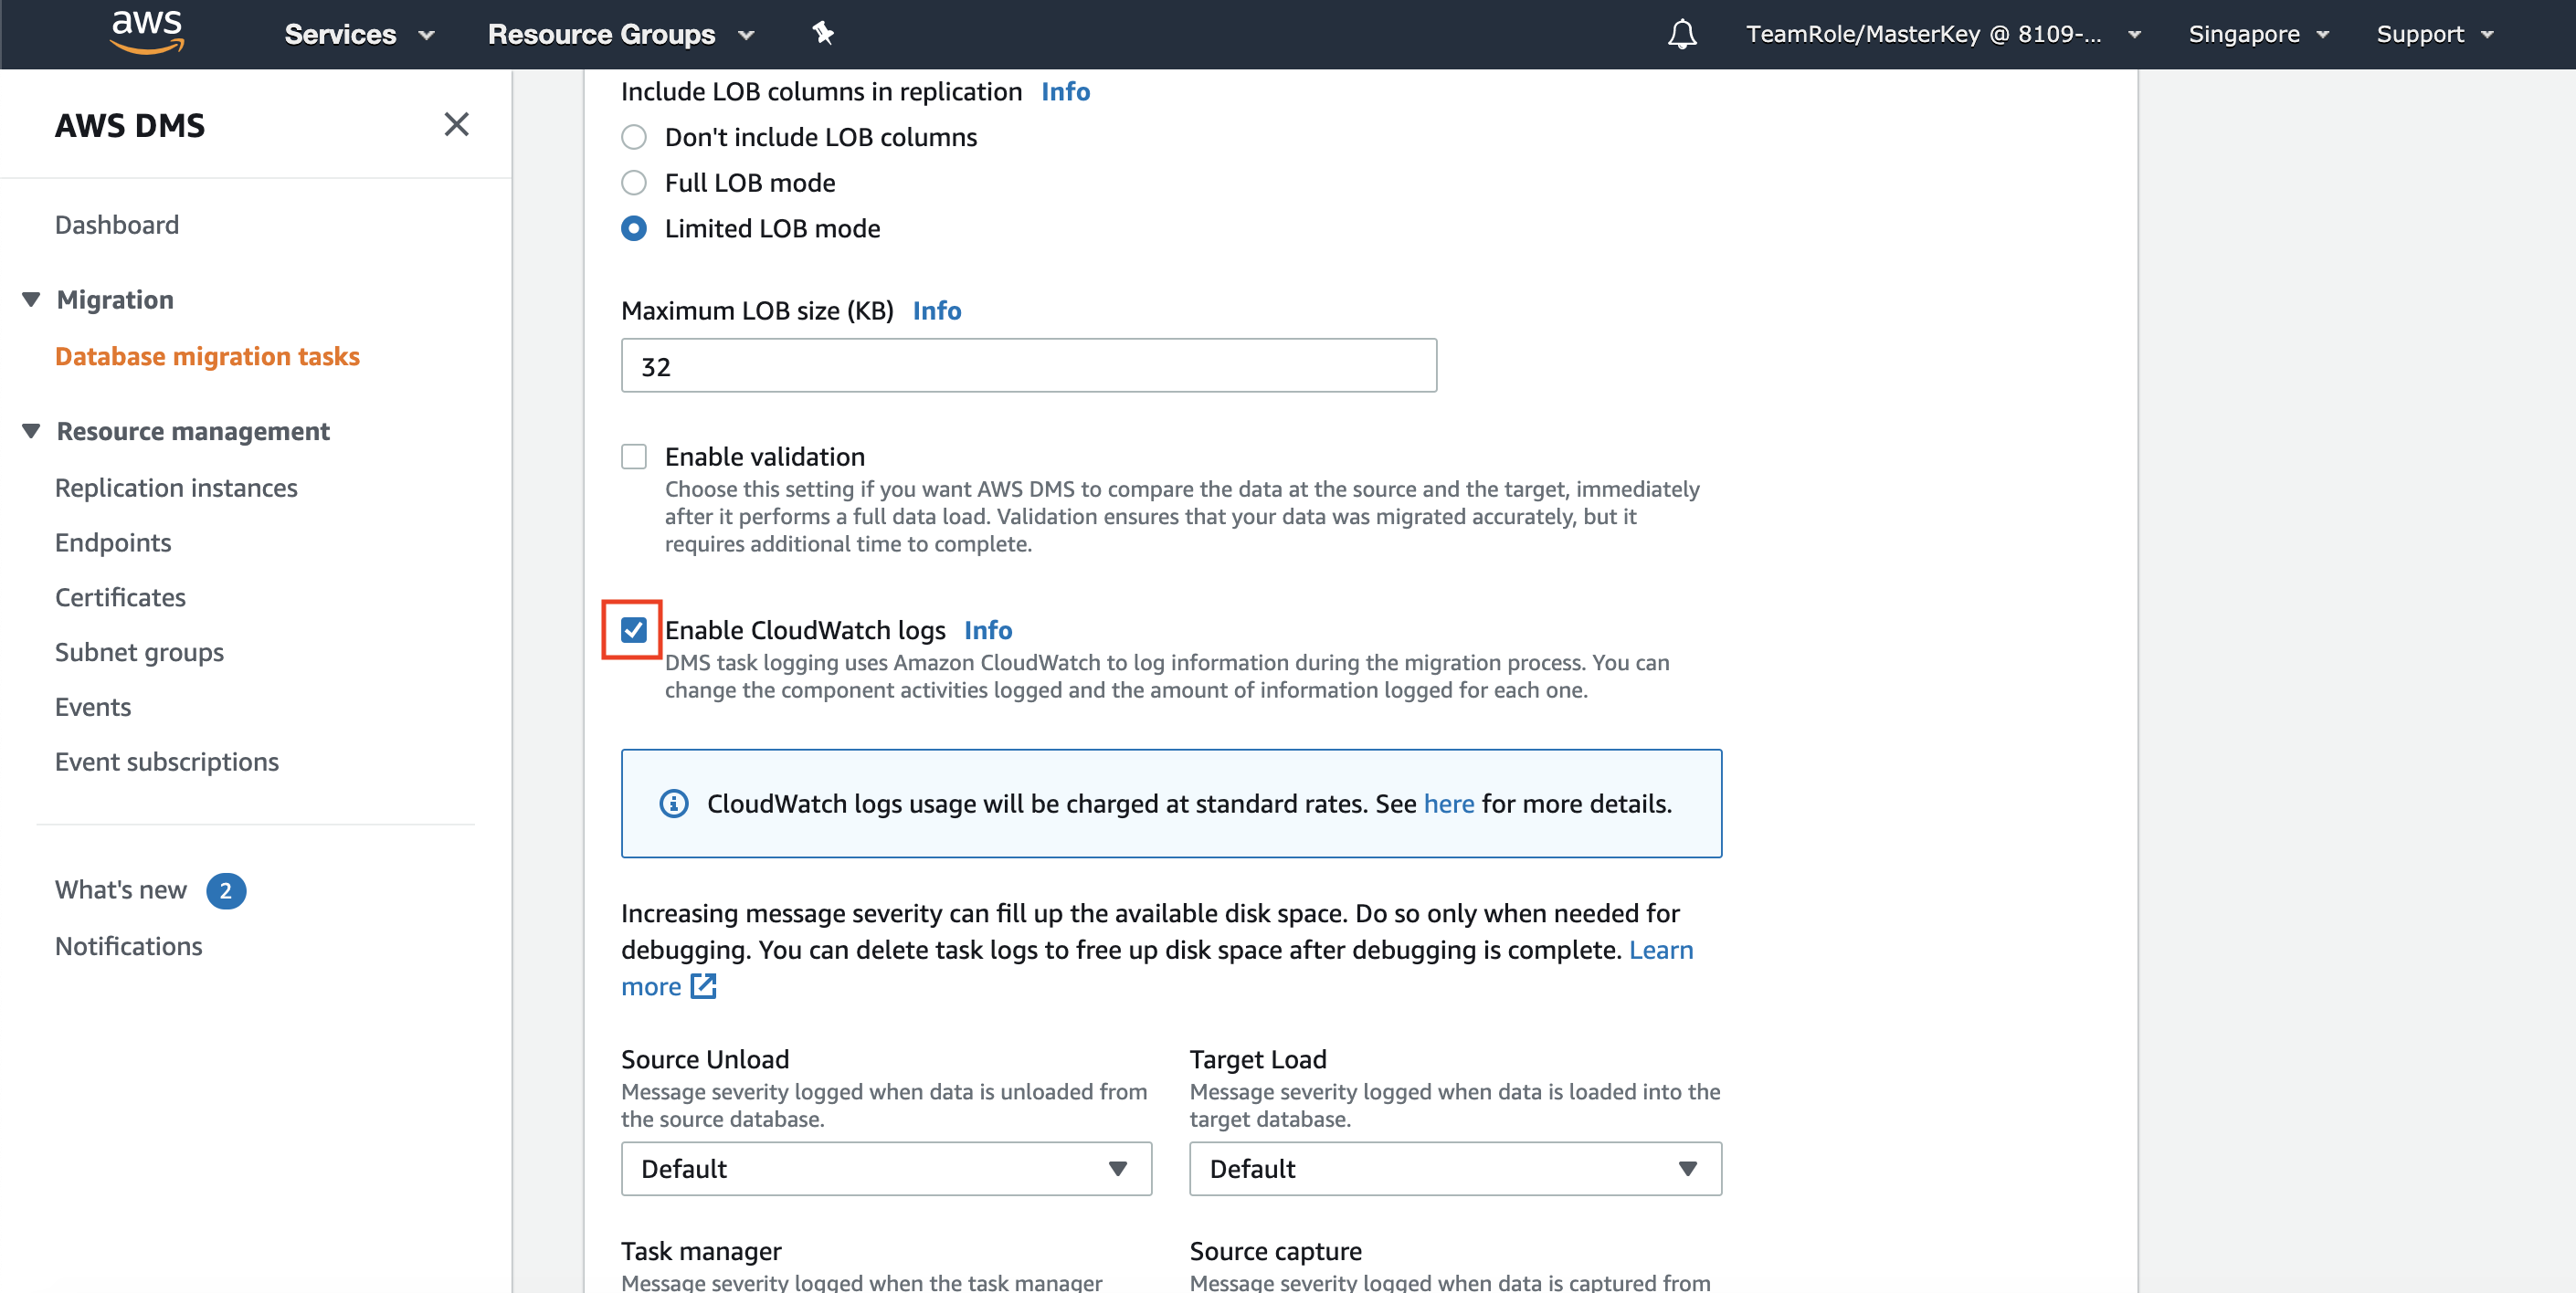 aws Services Resource Groups TeamRole/MasterKey @ 8109-... Singapore Support
AWS DMS
Dashboard
Migration
Database migration tasks
Resource management
Replication instances
Endpoints
Certificates
Subnet groups
Events
Event subscriptions
What's new 2
Notifications
Include LOB columns in replication Info
Don't include LOB columns
Full LOB mode
Limited LOB mode
Maximum LOB size (KB) Info
32
Enable validation
Choose this setting if you want AWS DMS to compare the data at the source and the target, immediately
after it performs a full data load. Validation ensures that your data was migrated accurately, but it
requires additional time to complete.
Enable CloudWatch logs Info
DMS task logging uses Amazon CloudWatch to log information during the migration process. You can
change the component activities logged and the amount of information logged for each one.
CloudWatch logs usage will be charged at standard rates. See here for more details.
Increasing message severity can fill up the available disk space. Do so only when needed for
debugging. You can delete task logs to free up disk space after debugging is complete. Learn
more
Source Unload
Message severity logged when data is unloaded from
the source database.
Default
Target Load
Message severity logged when data is loaded into the
target database.
Default
Task manager
Message severity logged when the task manager
Source capture
Message severity logged when data is captured from